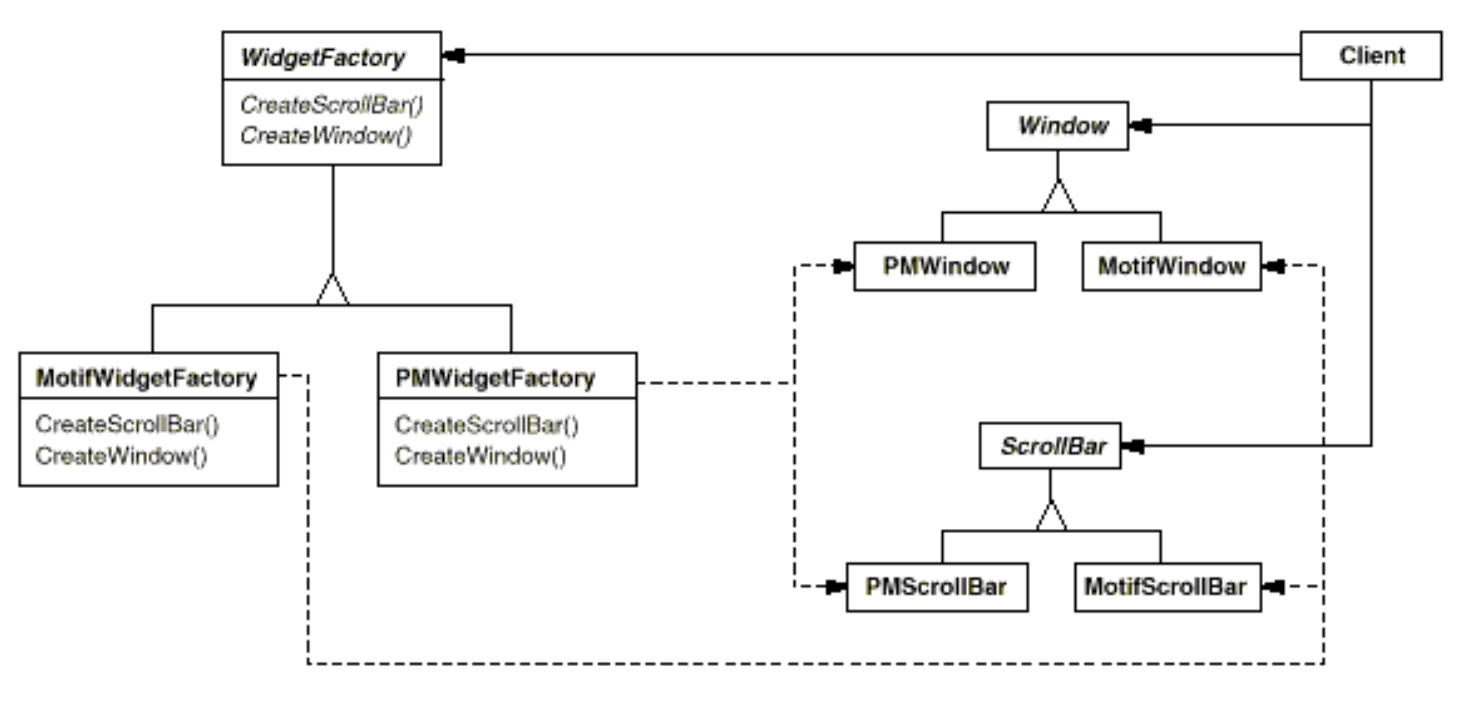 WidgetFactory
CreateScrollBar()
CreateWindow()
Client
Window
PMWindow
MotifWindow
MotifWidgetFactory
CreateScrollBar()
CreateWindow()
PMWidgetFactory
CreateScrollBar()
CreateWindow()
ScrollBar
PMScrollBar
MotifScrollBar